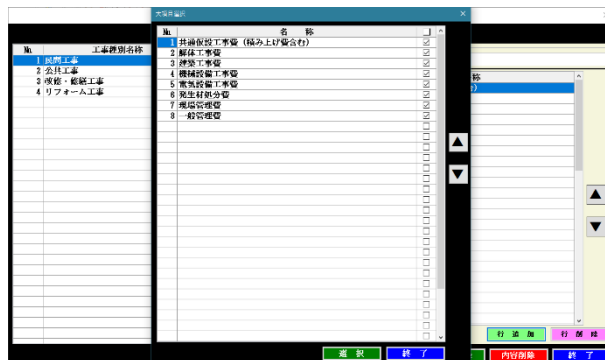 大項目選択
No. 工事種別名称
1 民間工事
2 公共工事
3 改修・修繕工事
4 リフォーム工事
No. 名 称
1 共通仮設工事費 (積み上げ費含む)
2 解体工事費
3 建築工事費
4 機械設備工事費
5 電気設備工事費
6 発生材処分費
7 現場管理費
8 一般管理費
選 択
終 了
称
行 追 加
行 削 除
内容削除
終 了